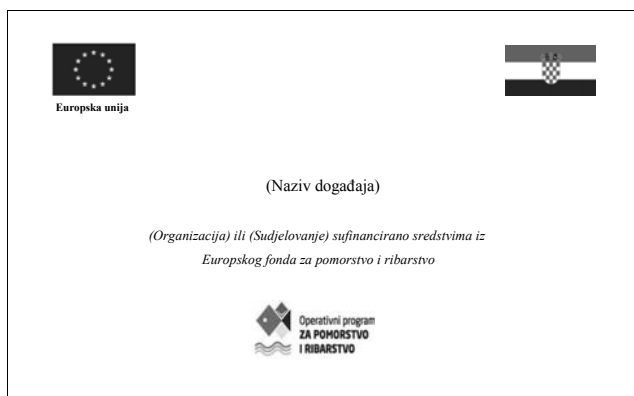 Europska unija
(Naziv događaja)
(Organizacija) ili (Sudjelovanje) sufinancirano sredstvima iz
Europskog fonda za pomorstvo i ribarstvo
Operativni program
ZA POMORSTVO
I RIBARSTVO